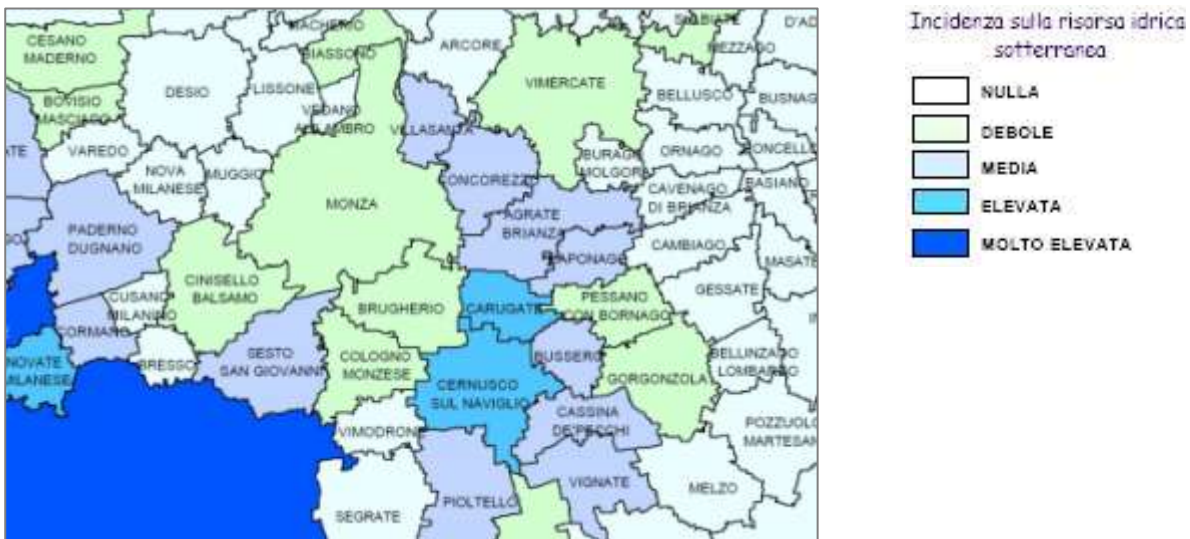 MACHERIO
SULBIATE
D'AD
CESANO
MADERNO
BIASSONO
ARCORE
MEZZAGO
DESIO
LISSONE
VIMERCATE
BELLUSCO
BUSNAG
BOVISIO
MASCIAGO
VEDANO
AL LAMBRO
VILLASANTA
ATE
VAREDO
NOVA
MILANESE
MUGGIO
BURAGO
MOLGORA
ORNAGO
RONCELLO
CONCOREZZO
CAVENAGO
DI BRIANZA
BASIANO
MONZA
AGRATE
BRIANZA
PADERNO
DUGNANO
GO
CAMBIAGO
CAPONAGO
MASATE
CINISELLO
BALSAMO
GESSATE
CUSANO
MILANINO
BRUGHERIO
CARUGATE
PESSANO
CON BORNAGO
CORMANO
SESTO
SAN GIOVANNI
COLOGNO
MONZESE
BUSSERO
BELLINZAGO
LOMBARDO
NOVATE
MILANESE
BRESSO
GORGONZOLA
CERNUSCO
SUL NAVIGLIO
CASSINA
DE'PECCHI
POZZUOLO
MARTESAN
VIMODRONE
VIGNATE
MELZO
PIOLTELLO
SEGRATE
Incidenza sulla risorsa idrica
sotterranea
NULLA
DEBOLE
MEDIA
ELEVATA
MOLTO ELEVATA